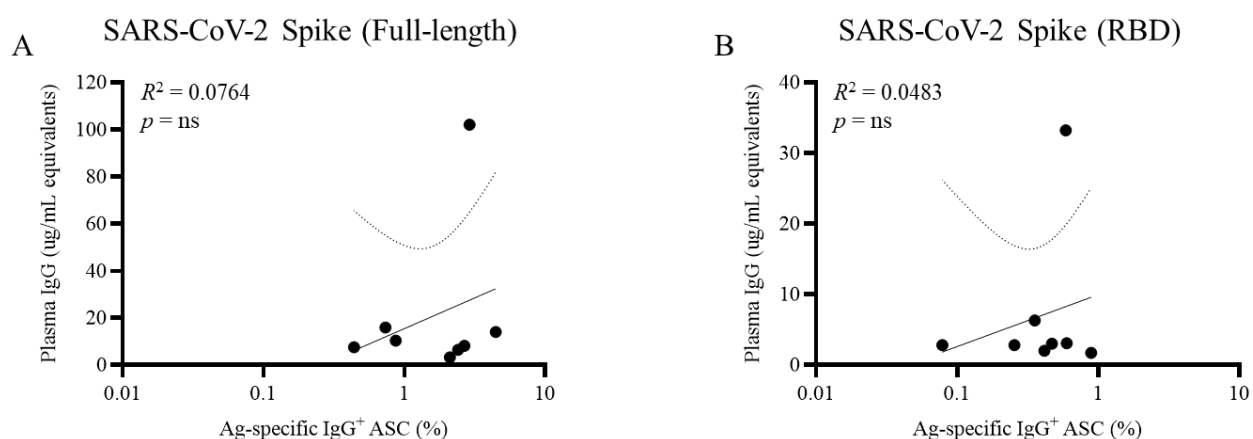 A
SARS-CoV-2 Spike (Full-length)
R² = 0.0764
p = ns
Plasma IgG (ug/mL equivalents)
120
100
80
60
40
20
0
0.01 0.1 1 10
Ag-specific IgG⁺ ASC (%)
B
SARS-CoV-2 Spike (RBD)
R² = 0.0483
p = ns
Plasma IgG (ug/mL equivalents)
40
30
20
10
0
0.01 0.1 1 10
Ag-specific IgG⁺ ASC (%)